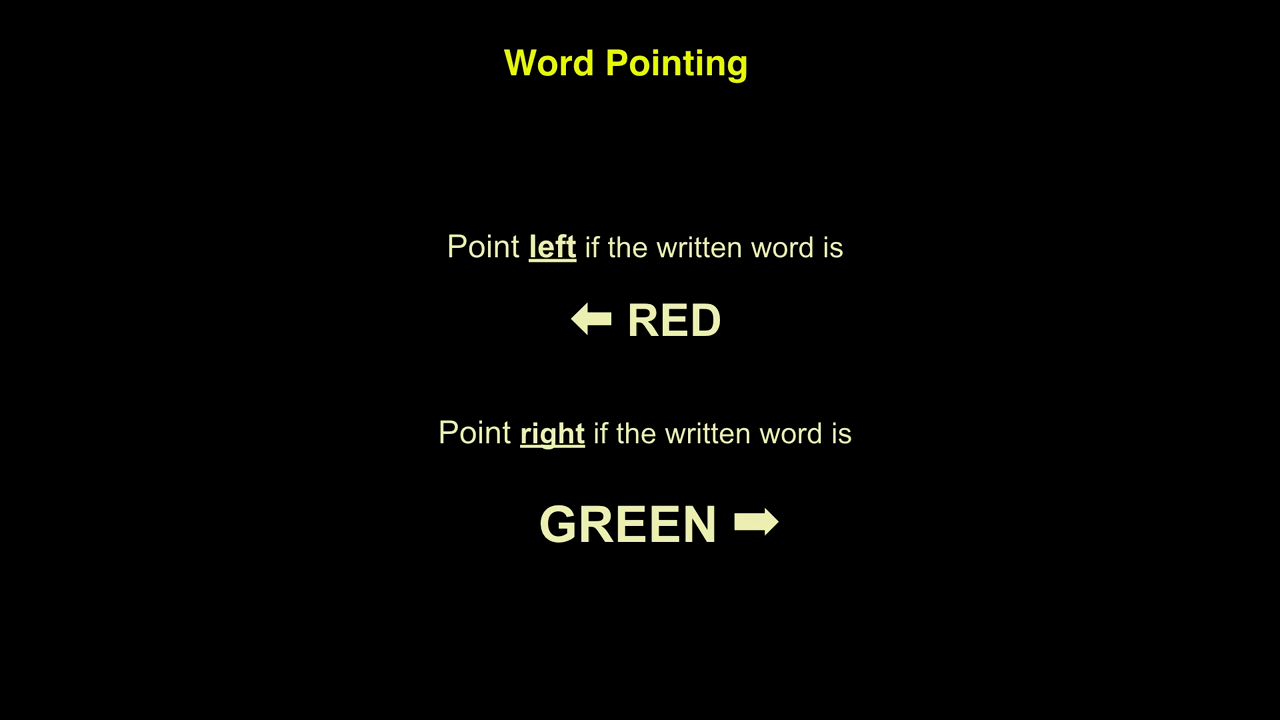 Word Pointing
Point left if the written word is
⬅ RED
Point right if the written word is
GREEN ➡